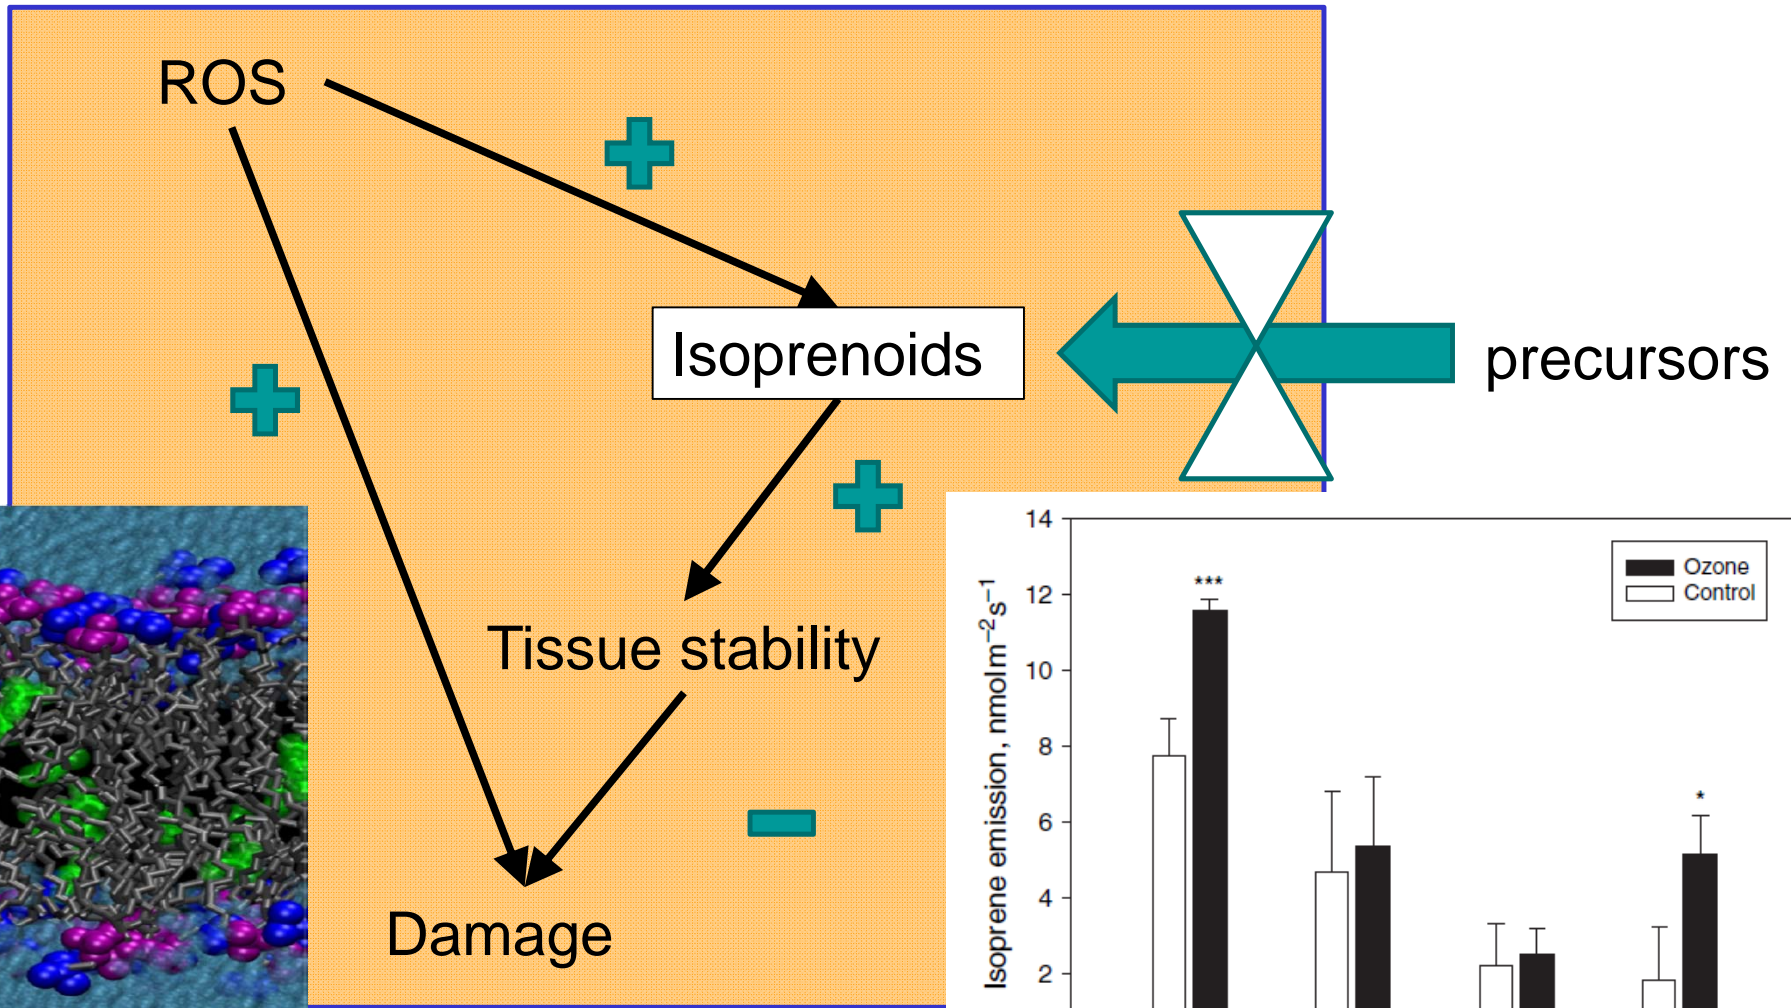 ROS
Isoprenoids
precursors
Tissue stability
Damage
14
12
10
8
6
4
2
Isoprene emission, nmolm⁻²s⁻¹
Ozone
Control
***
*